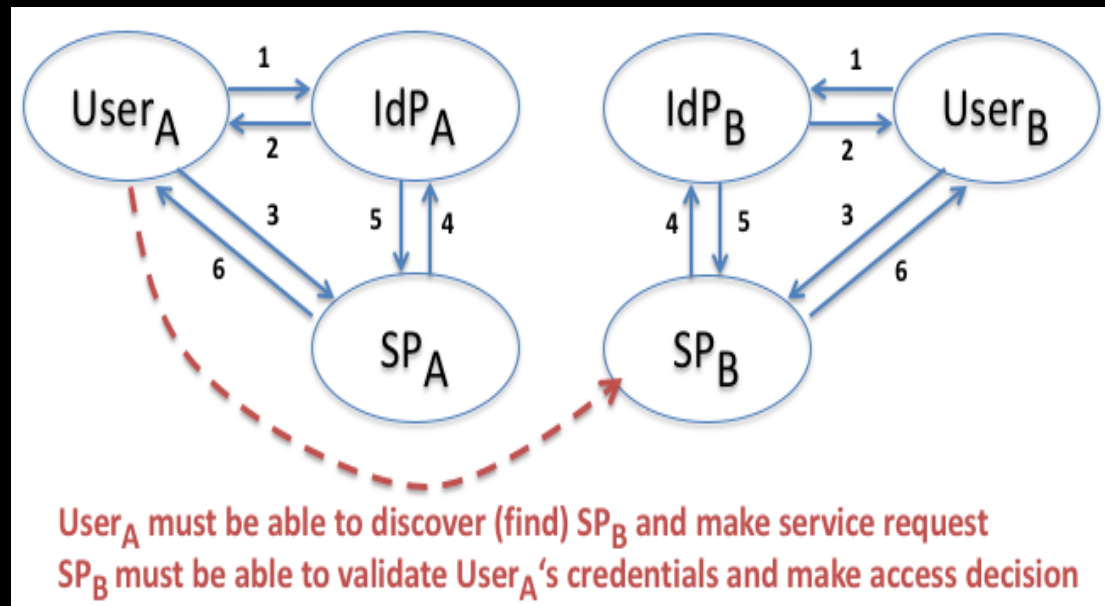 1
1
User_A
IdP_A
IdP_B
User_B
2
2
3
5
4
4
5
3
6
6
SP_A
SP_B
User_A must be able to discover (find) SP_B and make service request
SP_B must be able to validate User_A‘s credentials and make access decision